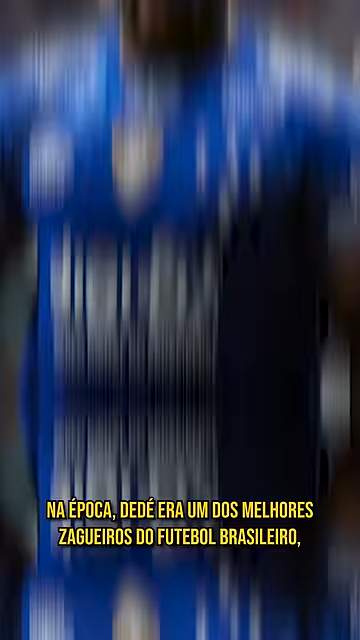 NA ÉPOCA, DEDÉ ERA UM DOS MELHORES
ZAGUEIROS DO FUTEBOL BRASILEIRO,